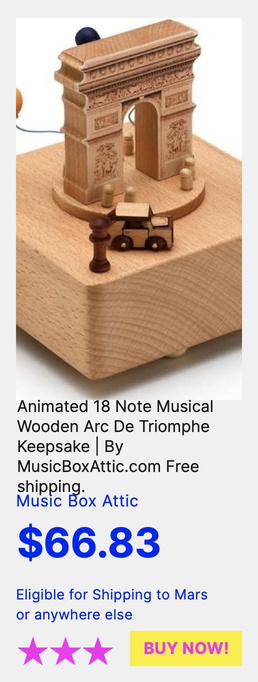 Animated 18 Note Musical
Wooden Arc De Triomphe
Keepsake | By
MusicBoxAttic.com Free
shipping.
Music Box Attic
$66.83
Eligible for Shipping to Mars
or anywhere else
BUY NOW!